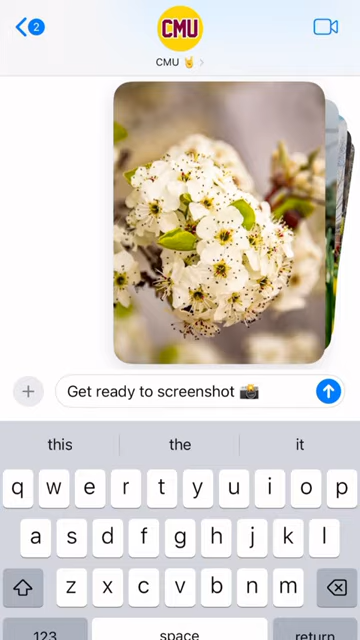 2
CMU
CMU 🤘 >
Get ready to screenshot 📸
this the it
q w e r t y u i o p
a s d f g h j k l
z x c v b n m
123 space return